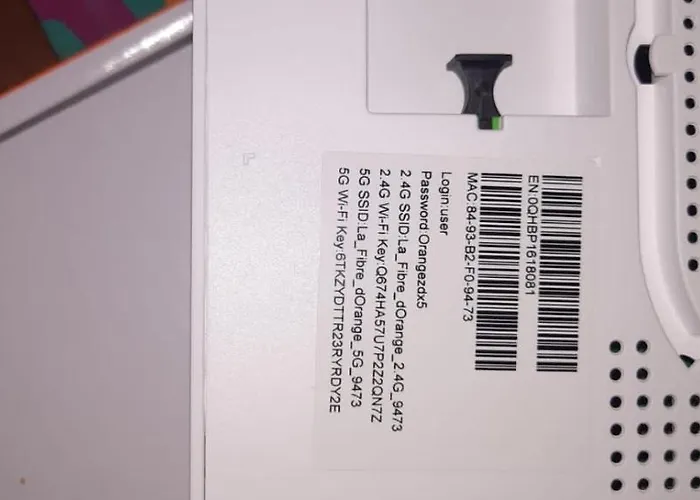 EN:0QHBP1618081
MAC:84-93-B2-F0-94-73
Login:user
Password:Orangezdx5
2.4G SSID:La_Fibre_dOrange_2.4G_9473
2.4G Wi-Fi Key:Q674HA57U7P2Z2QN7Z
5G SSID:La_Fibre_dOrange_5G_9473
5G Wi-Fi Key:6TKZYDTTR23RYRDY2E